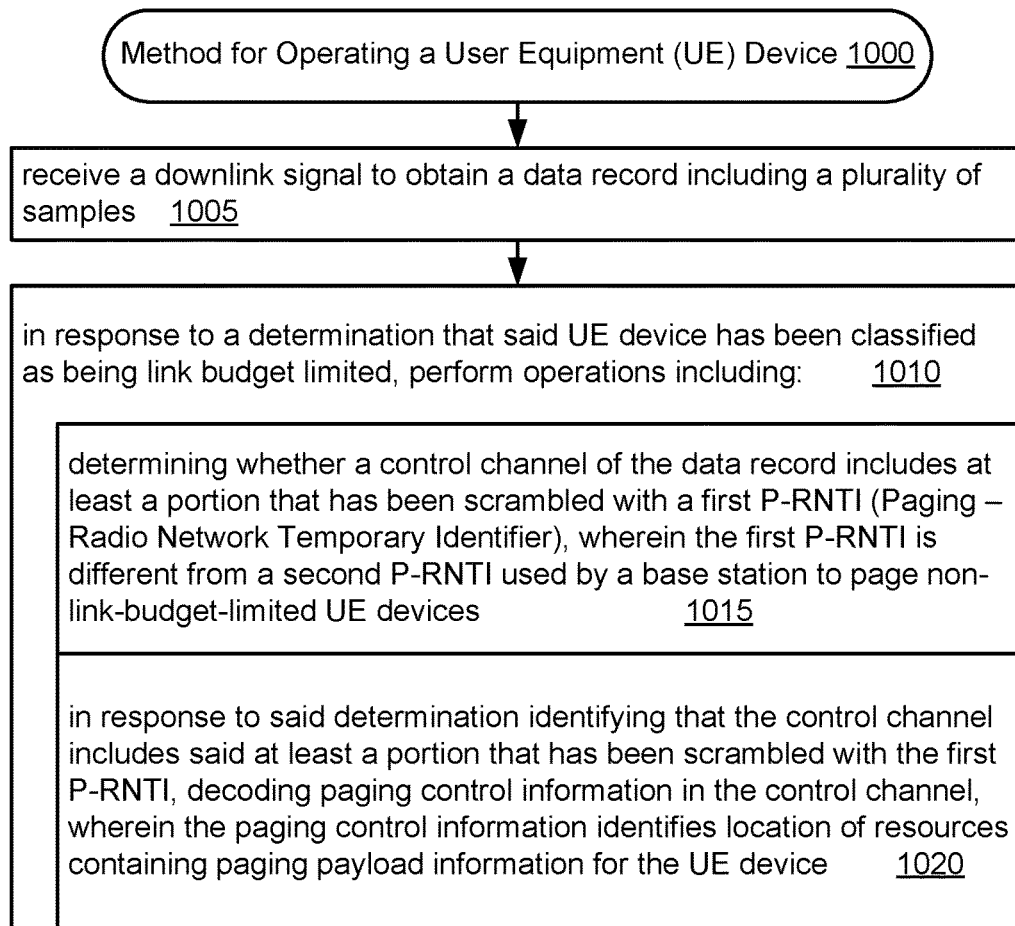 Method for Operating a User Equipment (UE) Device 1000
receive a downlink signal to obtain a data record including a plurality of
samples 1005
in response to a determination that said UE device has been classified
as being link budget limited, perform operations including: 1010
determining whether a control channel of the data record includes at
least a portion that has been scrambled with a first P-RNTI (Paging –
Radio Network Temporary Identifier), wherein the first P-RNTI is
different from a second P-RNTI used by a base station to page non-
link-budget-limited UE devices 1015
in response to said determination identifying that the control channel
includes said at least a portion that has been scrambled with the first
P-RNTI, decoding paging control information in the control channel,
wherein the paging control information identifies location of resources
containing paging payload information for the UE device 1020